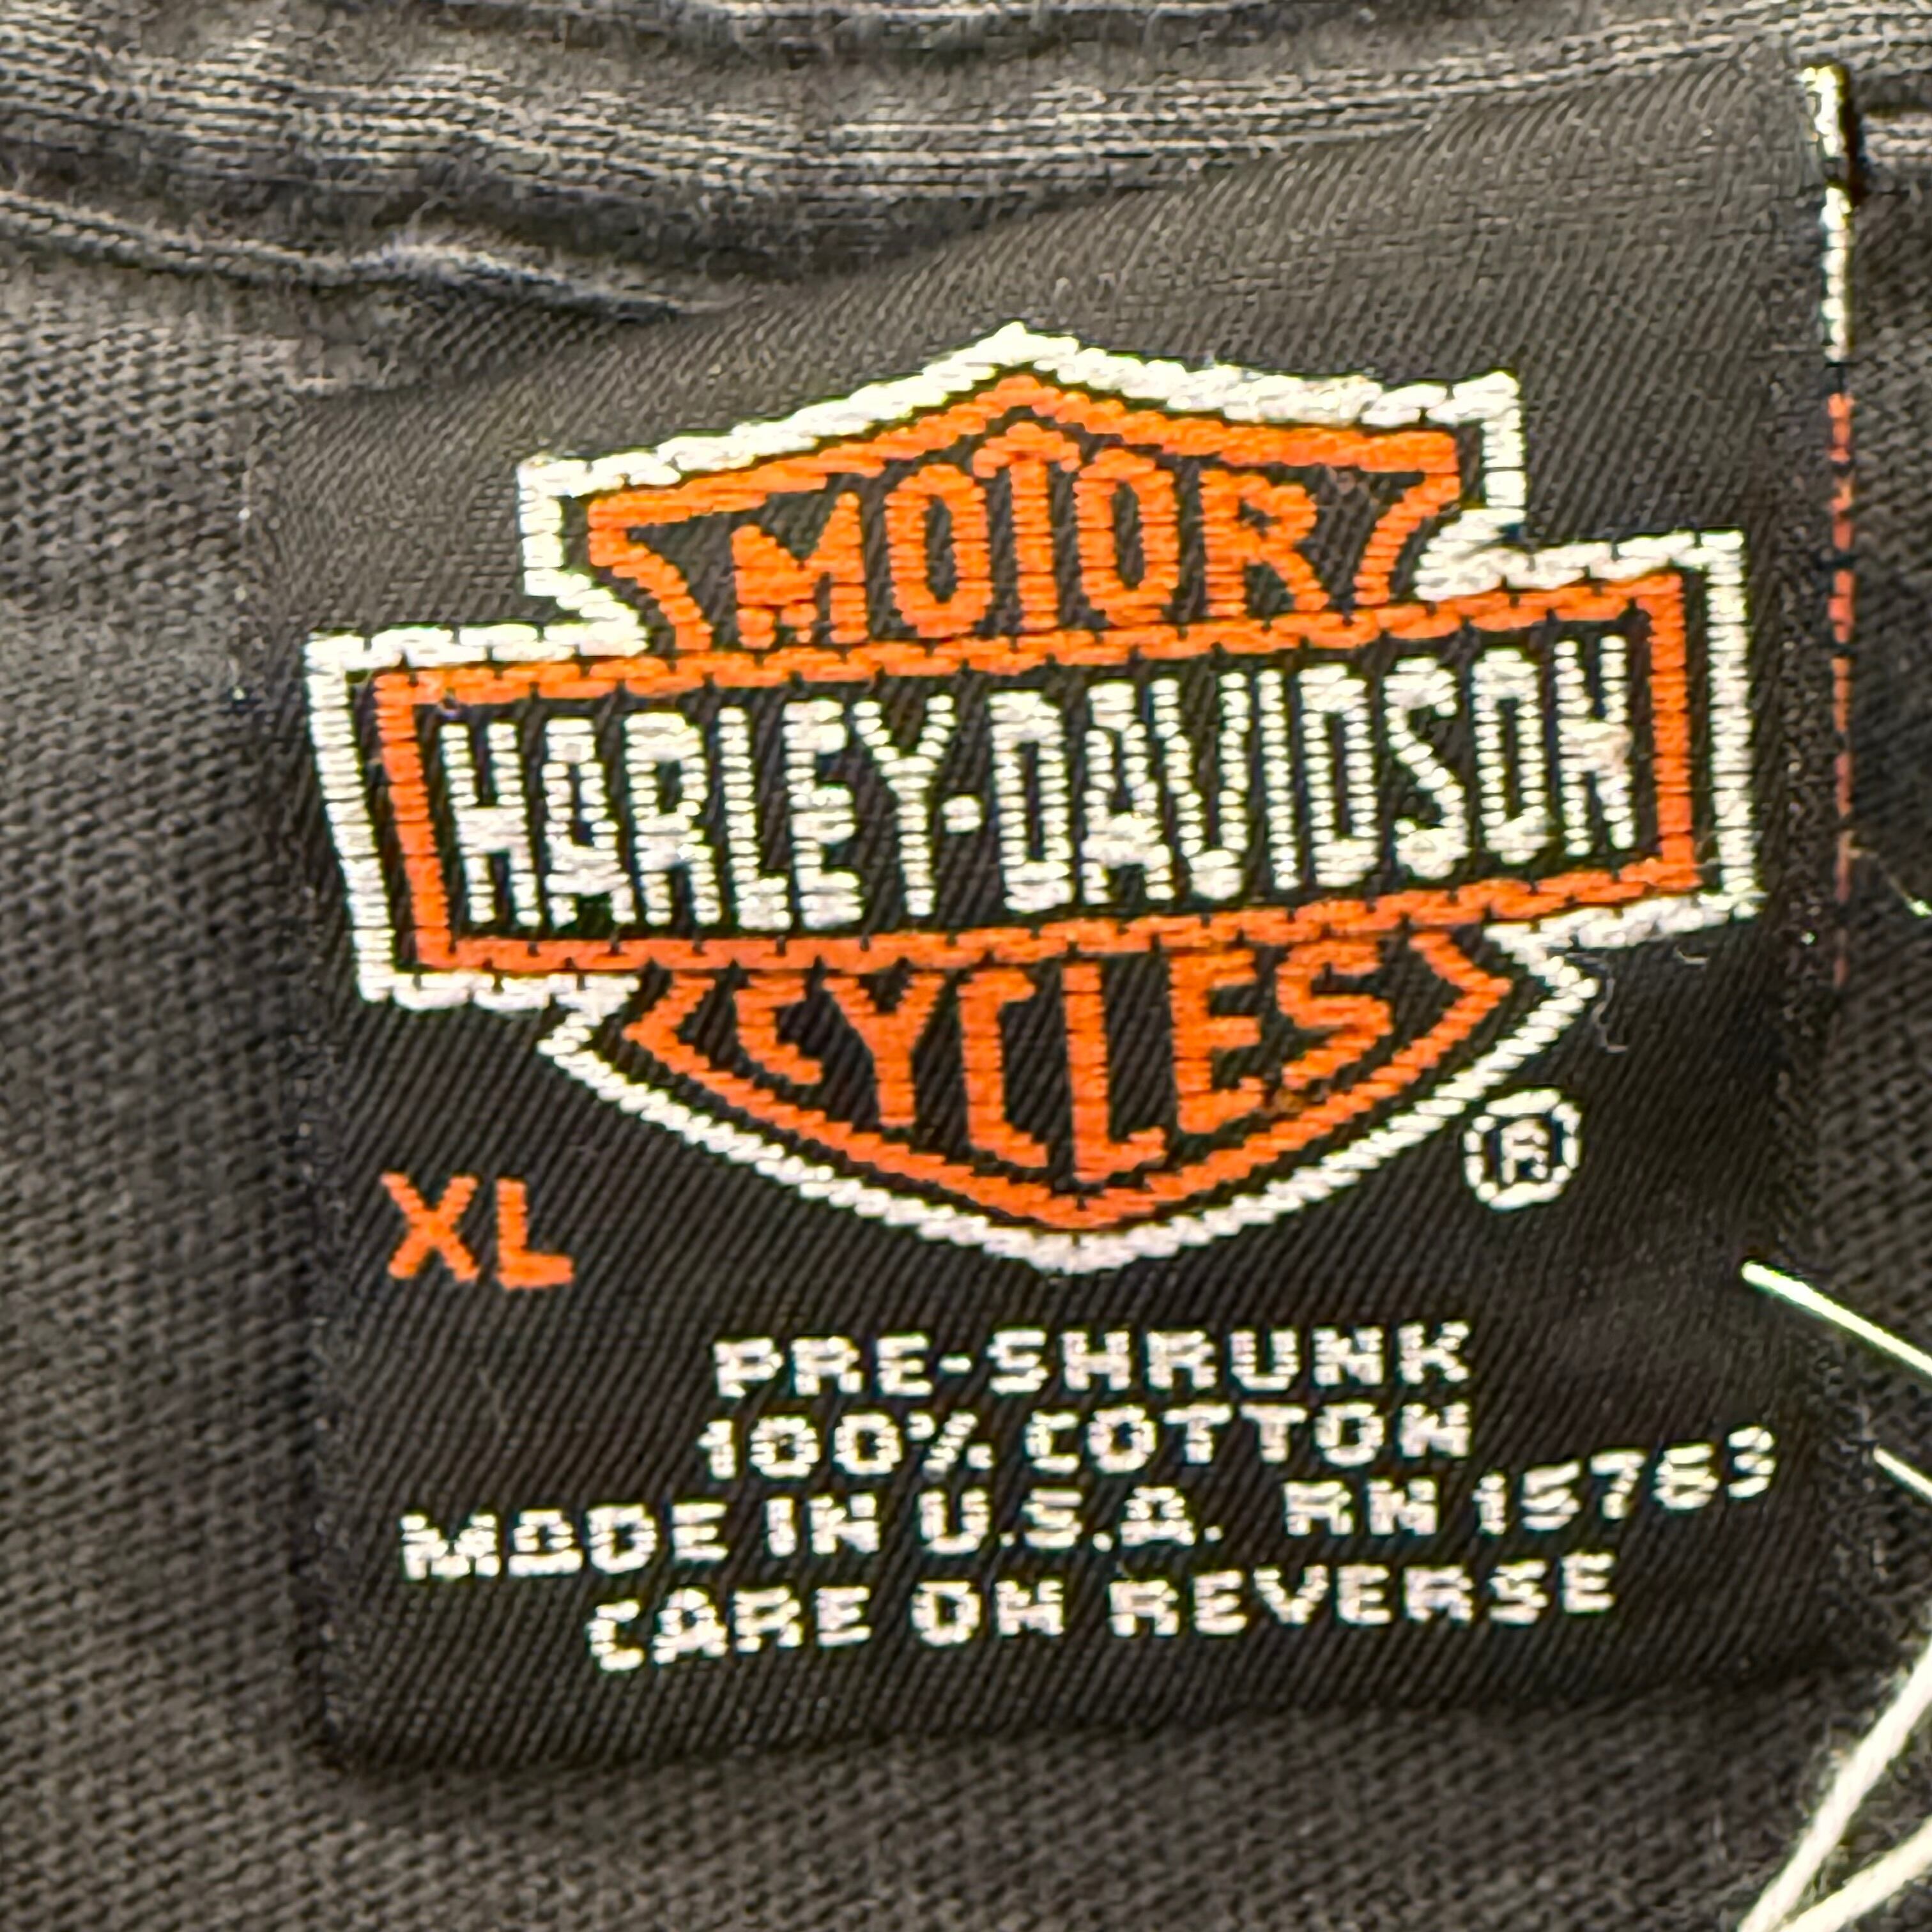 MOTOR
HARLEY-DAVIDSON
CYCLES
®
XL
PRE-SHRUNK
100% COTTON
MADE IN U.S.A. RN 15763
CARE ON REVERSE